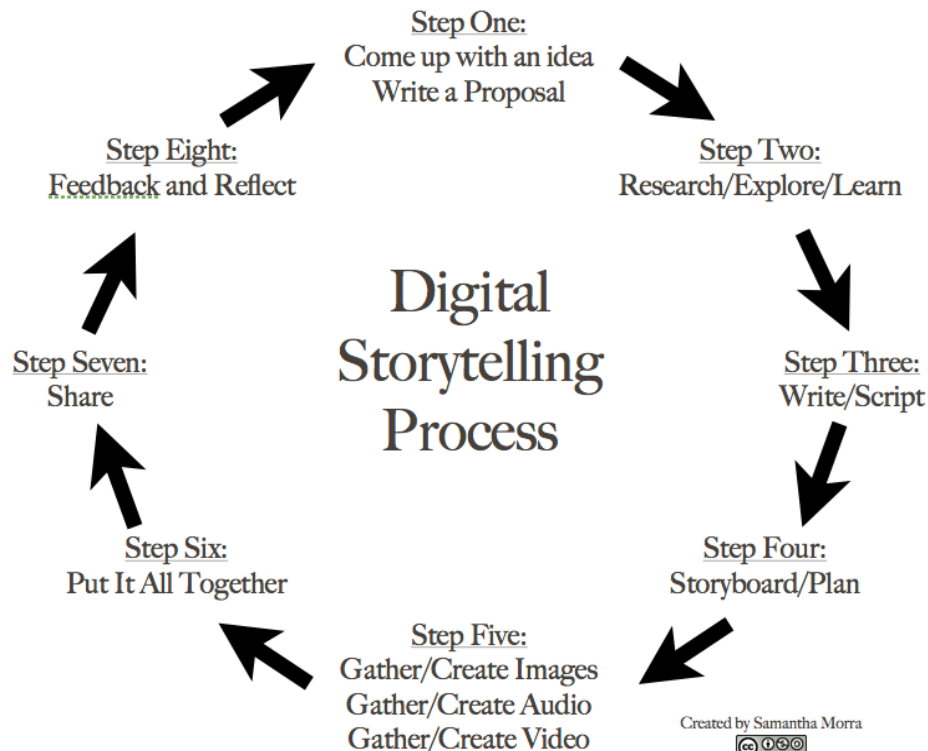 Step One:
Come up with an idea
Write a Proposal
Step Two:
Research/Explore/Learn
Step Three:
Write/Script
Step Four:
Storyboard/Plan
Step Five:
Gather/Create Images
Gather/Create Audio
Gather/Create Video
Step Six:
Put It All Together
Step Seven:
Share
Step Eight:
Feedback and Reflect
Digital
Storytelling
Process
Created by Samantha Morra
cc